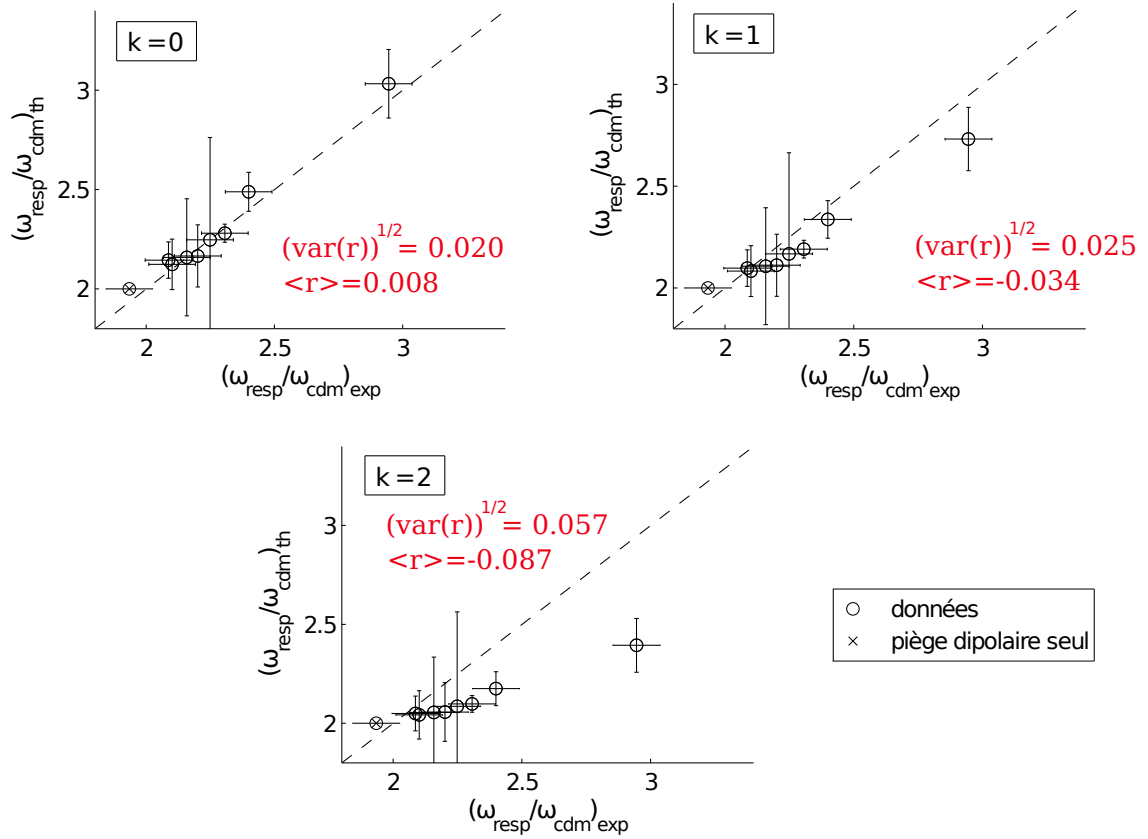 k=0
(ω_resp/ω_cdm)_th
3
2.5
2
(var(r))^1/2 = 0.020
<r>=0.008
2 2.5 3
(ω_resp/ω_cdm)_exp
k=1
(ω_resp/ω_cdm)_th
3
2.5
2
(var(r))^1/2 = 0.025
<r>=-0.034
2 2.5 3
(ω_resp/ω_cdm)_exp
k=2
(ω_resp/ω_cdm)_th
3
2.5
2
(var(r))^1/2 = 0.057
<r>=-0.087
2 2.5 3
(ω_resp/ω_cdm)_exp
données
piège dipolaire seul